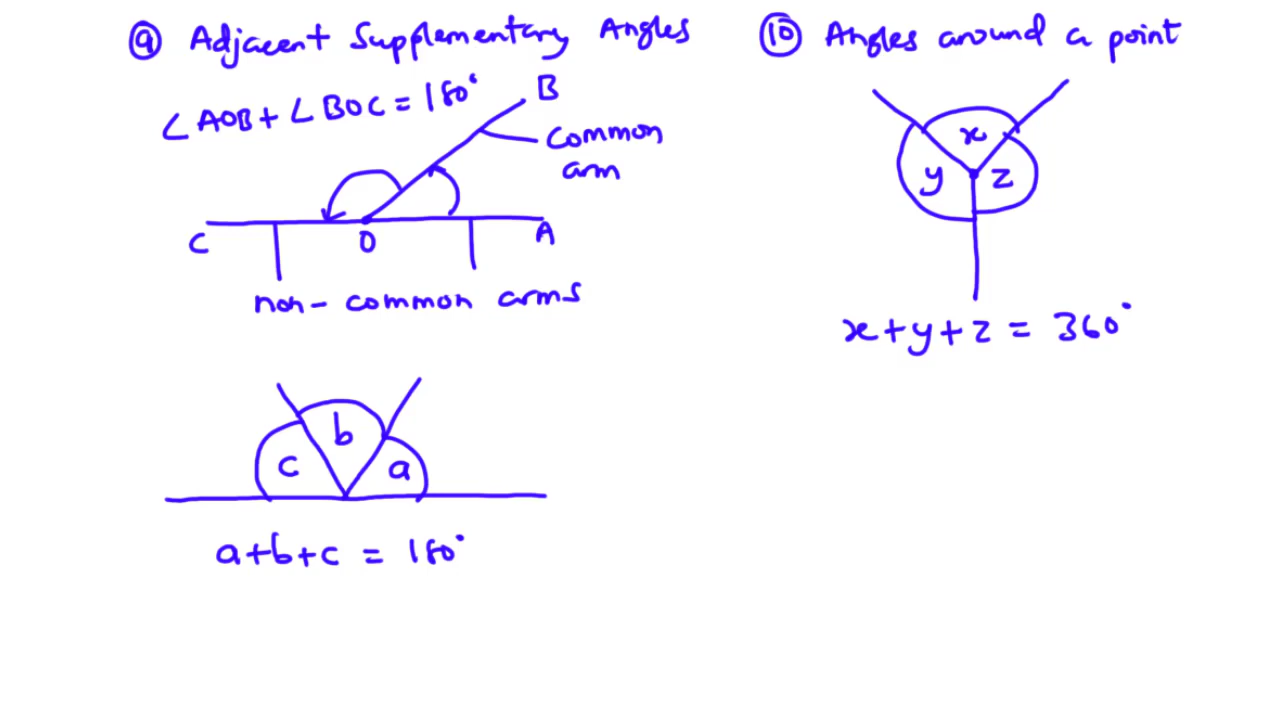 ⑨ Adjacent Supplementary Angles
∠AOB + ∠BOC = 180°
B
Common
arm
C
O
A
non-common arms
b
c
a
a+b+c = 180°
⑩ Angles around a point
x
y
z
x+y+z = 360°